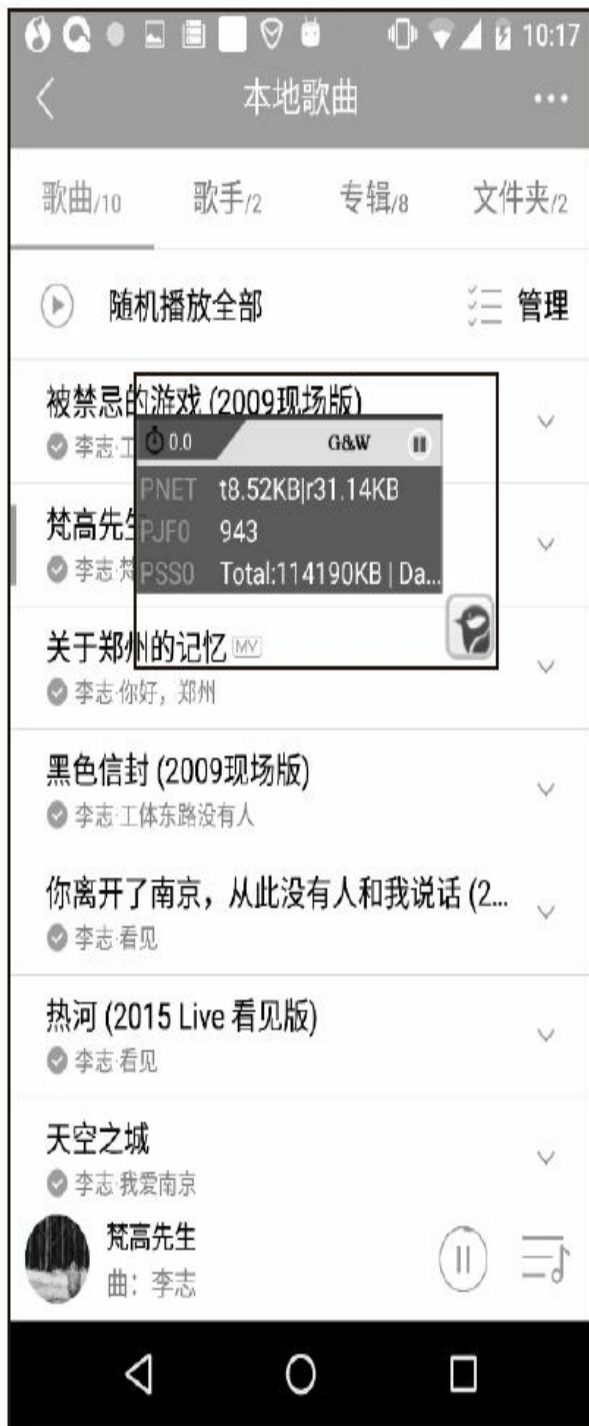 10:17
本地歌曲
歌曲/10 歌手/2 专辑/8 文件夹/2
随机播放全部 管理
被禁忌的游戏 (2009现场版)
李志·工
0.0 G&W
PNET t8.52KB|r31.14KB
梵高先生
PJF0 943
李志·梵
PSS0 Total:114190KB | Da...
关于郑州的记忆 MV
李志·你好，郑州
黑色信封 (2009现场版)
李志·工体东路没有人
你离开了南京，从此没有人和我说话 (2...
李志·看见
热河 (2015 Live 看见版)
李志·看见
天空之城
李志·我爱南京
梵高先生
曲：李志